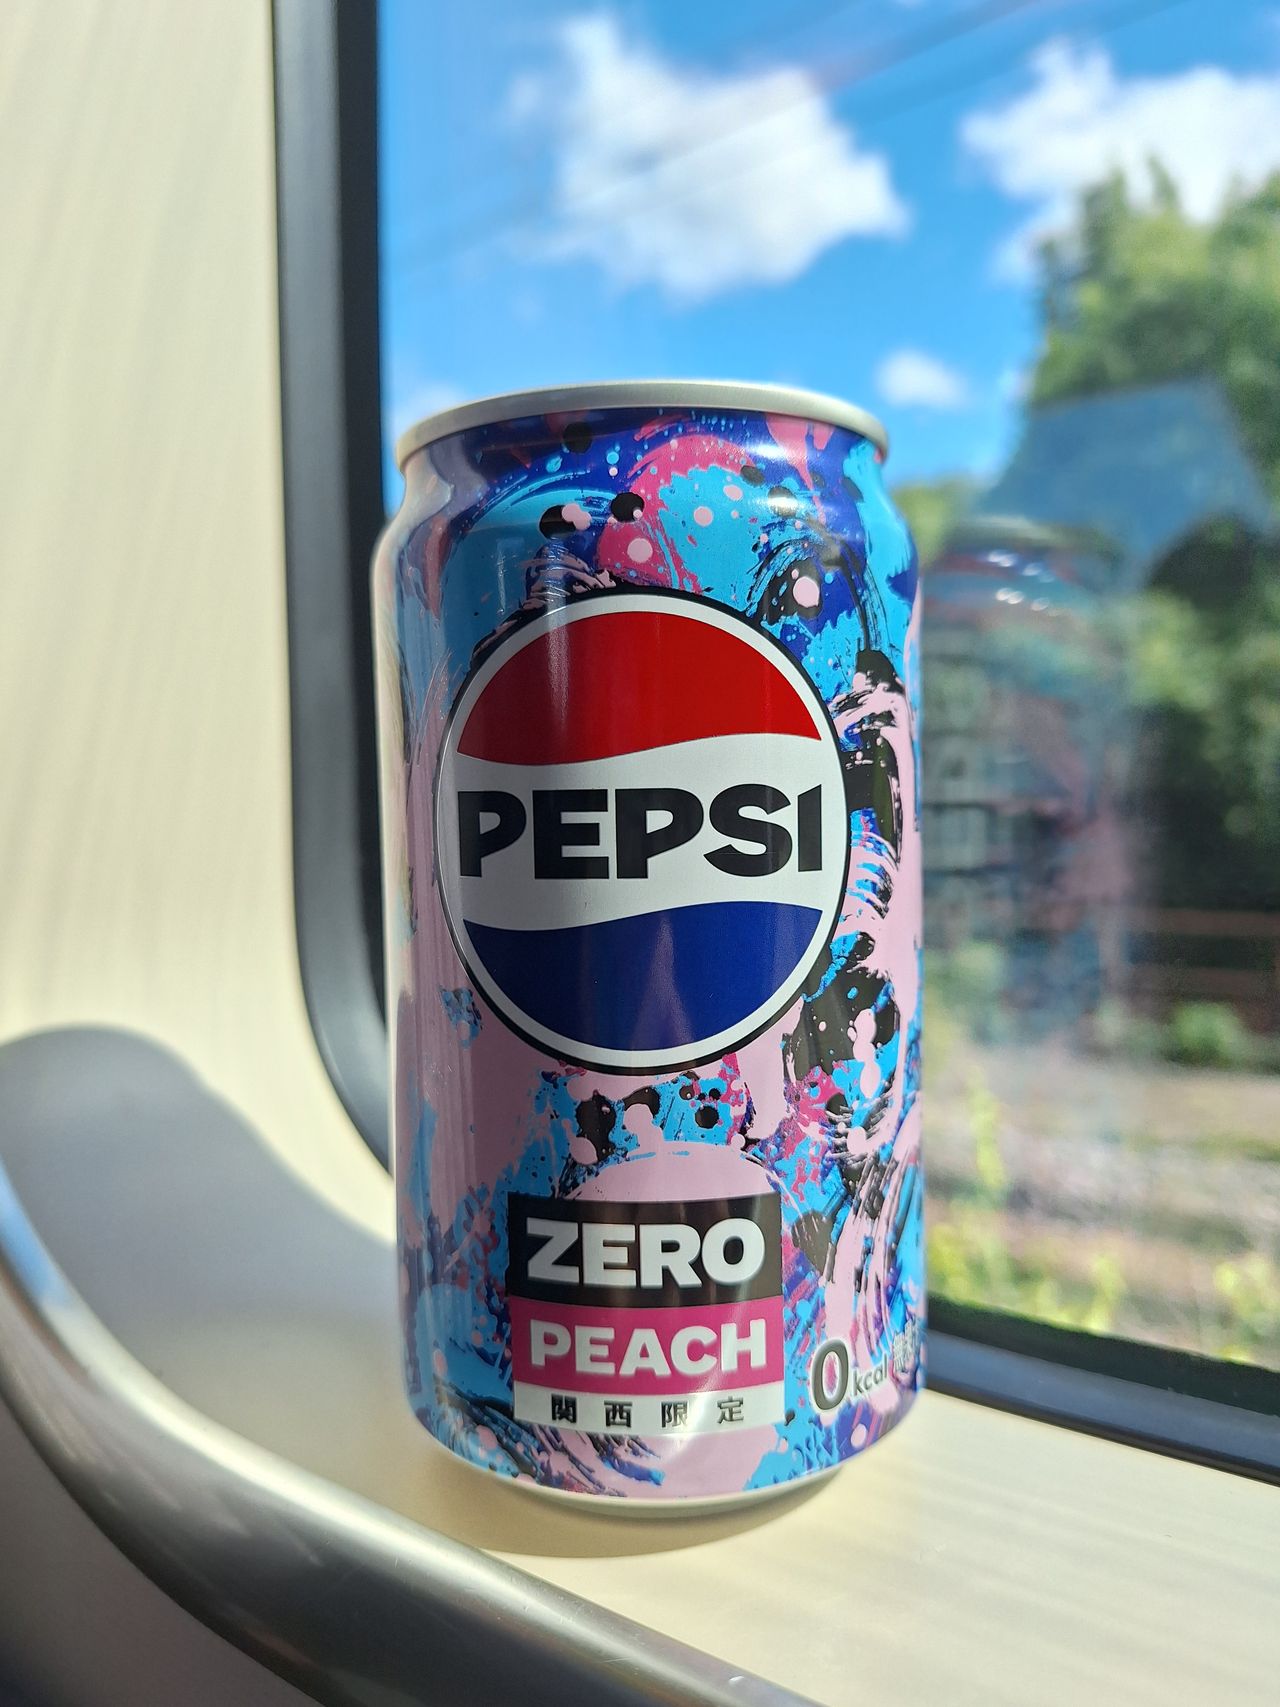 PEPSI
ZERO
PEACH
関西限定
0kcal